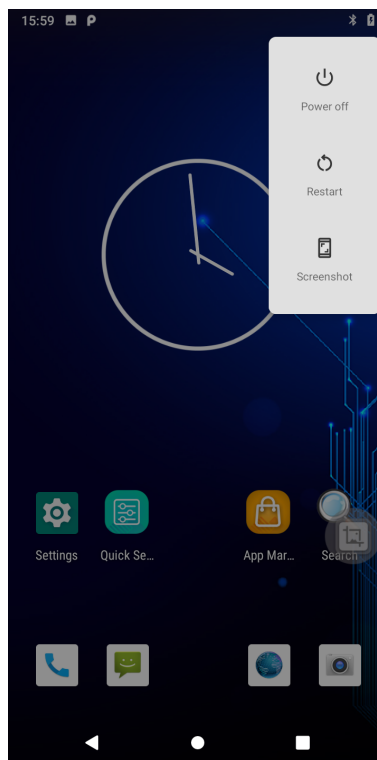 15:59
Power off
Restart
Screenshot
Settings
Quick Se...
App Mar...
Search